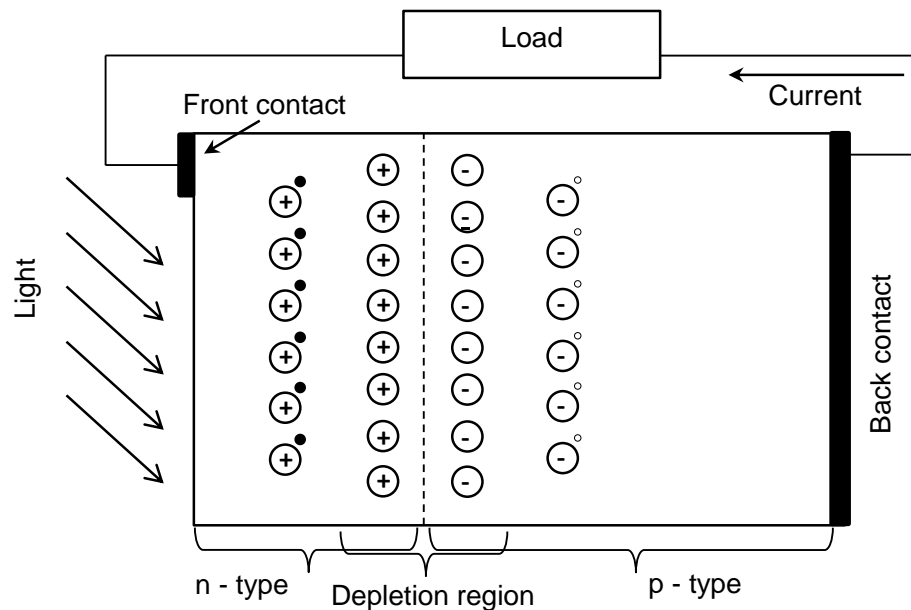 Load
Current
Front contact
+ + - -
+ + - -
+ + - -
+ + - -
+ + - -
+ + - -
+ + - -
+ -
Light
Back contact
n - type
Depletion region
p - type